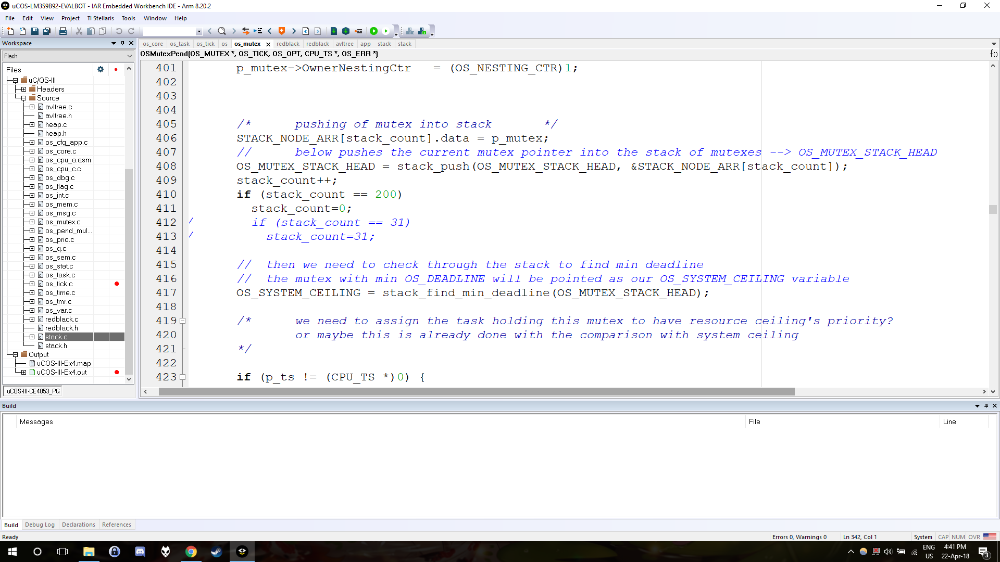 uCOS-LM3S9B92-EVALBOT - IAR Embedded Workbench IDE - Arm 8.20.2
File Edit View Project TI Stellaris Tools Window Help
Workspace
os_core os_task os_tick os os_mutex redblack redblack avltree app stack stack
Flash
OSMutexPend(OS_MUTEX *, OS_TICK, OS_OPT, CPU_TS *, OS_ERR *)
f()
Files
uC/OS-III
Headers
Source
avltree.c
avltree.h
heap.c
heap.h
os_cfg_app.c
os_core.c
os_cpu_a.asm
os_cpu_c.c
os_dbg.c
os_flag.c
os_int.c
os_mem.c
os_msg.c
os_mutex.c
os_pend_mul...
os_prio.c
os_q.c
os_sem.c
os_stat.c
os_task.c
os_tick.c
os_time.c
os_tmr.c
os_var.c
redblack.c
redblack.h
stack.c
stack.h
Output
uCOS-III-Ex4.map
uCOS-III-Ex4.out
uCOS-III-CE4053_PG
401 p_mutex->OwnerNestingCtr = (OS_NESTING_CTR)1;
402
403
404
405 /* pushing of mutex into stack */
406 STACK_NODE_ARR[stack_count].data = p_mutex;
407 // below pushes the current mutex pointer into the stack of mutexes --> OS_MUTEX_STACK_HEAD
408 OS_MUTEX_STACK_HEAD = stack_push(OS_MUTEX_STACK_HEAD, &STACK_NODE_ARR[stack_count]);
409 stack_count++;
410 if (stack_count == 200)
411 stack_count=0;
412 / if (stack_count == 31)
413 / stack_count=31;
414
415 // then we need to check through the stack to find min deadline
416 // the mutex with min OS_DEADLINE will be pointed as our OS_SYSTEM_CEILING variable
417 OS_SYSTEM_CEILING = stack_find_min_deadline(OS_MUTEX_STACK_HEAD);
418
419 /* we need to assign the task holding this mutex to have resource ceiling's priority?
420 or maybe this is already done with the comparison with system ceiling
421 */
422
423 if (p_ts != (CPU_TS *)0) {
Build
Messages File Line
Build Debug Log Declarations References
Ready Errors 0, Warnings 0 Ln 342, Col 1 System CAP NUM OVR
ENG
US
4:41 PM
22-Apr-18
3